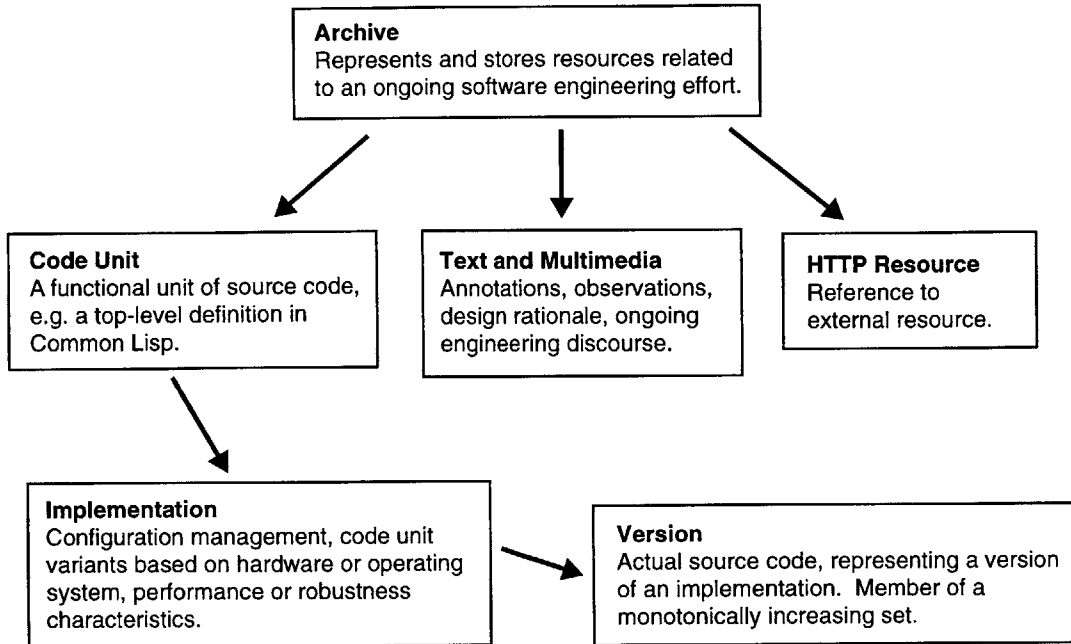 Archive
Represents and stores resources related
to an ongoing software engineering effort.
Code Unit
A functional unit of source code,
e.g. a top-level definition in
Common Lisp.
Text and Multimedia
Annotations, observations,
design rationale, ongoing
engineering discourse.
HTTP Resource
Reference to
external resource.
Implementation
Configuration management, code unit
variants based on hardware or operating
system, performance or robustness
characteristics.
Version
Actual source code, representing a version
of an implementation.  Member of a
monotonically increasing set.